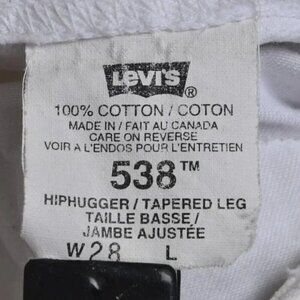 Levi's ®
100% COTTON / COTON
MADE IN / FAIT AU CANADA
CARE ON REVERSE
VOIR A L'ENDOS POUR L'ENTRETIEN
538™
HIPHUGGER / TAPERED LEG
TAILLE BASSE /
JAMBE AJUSTÉE
W 28 L